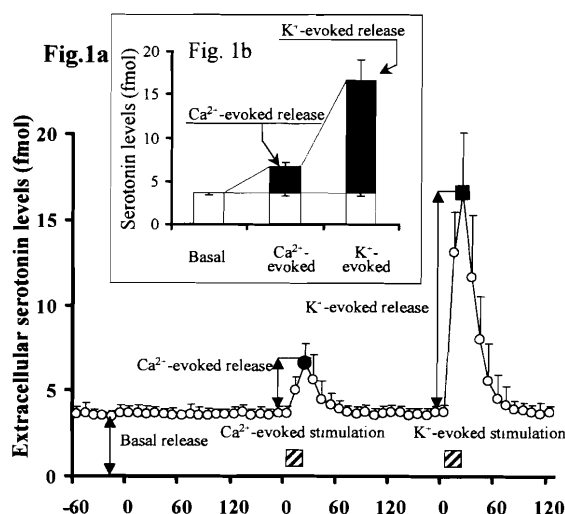 Fig.1a
Fig. 1b
K⁺-evoked release
Serotonin levels (fmol)
20
15
10
5
0
Ca²⁺-evoked release
Basal
Ca²⁺-
evoked
K⁺-
evoked
Extracellular serotonin levels (fmol)
20
15
10
5
0
K⁺-evoked release
Ca²⁺-evoked release
Basal release
Ca²⁺-evoked stimulation
K⁺-evoked stimulation
-60 0 60 120 0 60 120 0 60 120